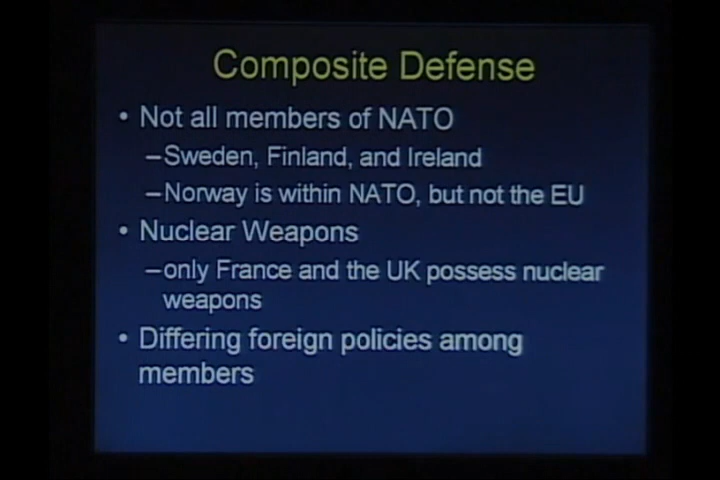 Composite Defense
• Not all members of NATO
–Sweden, Finland, and Ireland
–Norway is within NATO, but not the EU
• Nuclear Weapons
–only France and the UK possess nuclear
weapons
• Differing foreign policies among
members